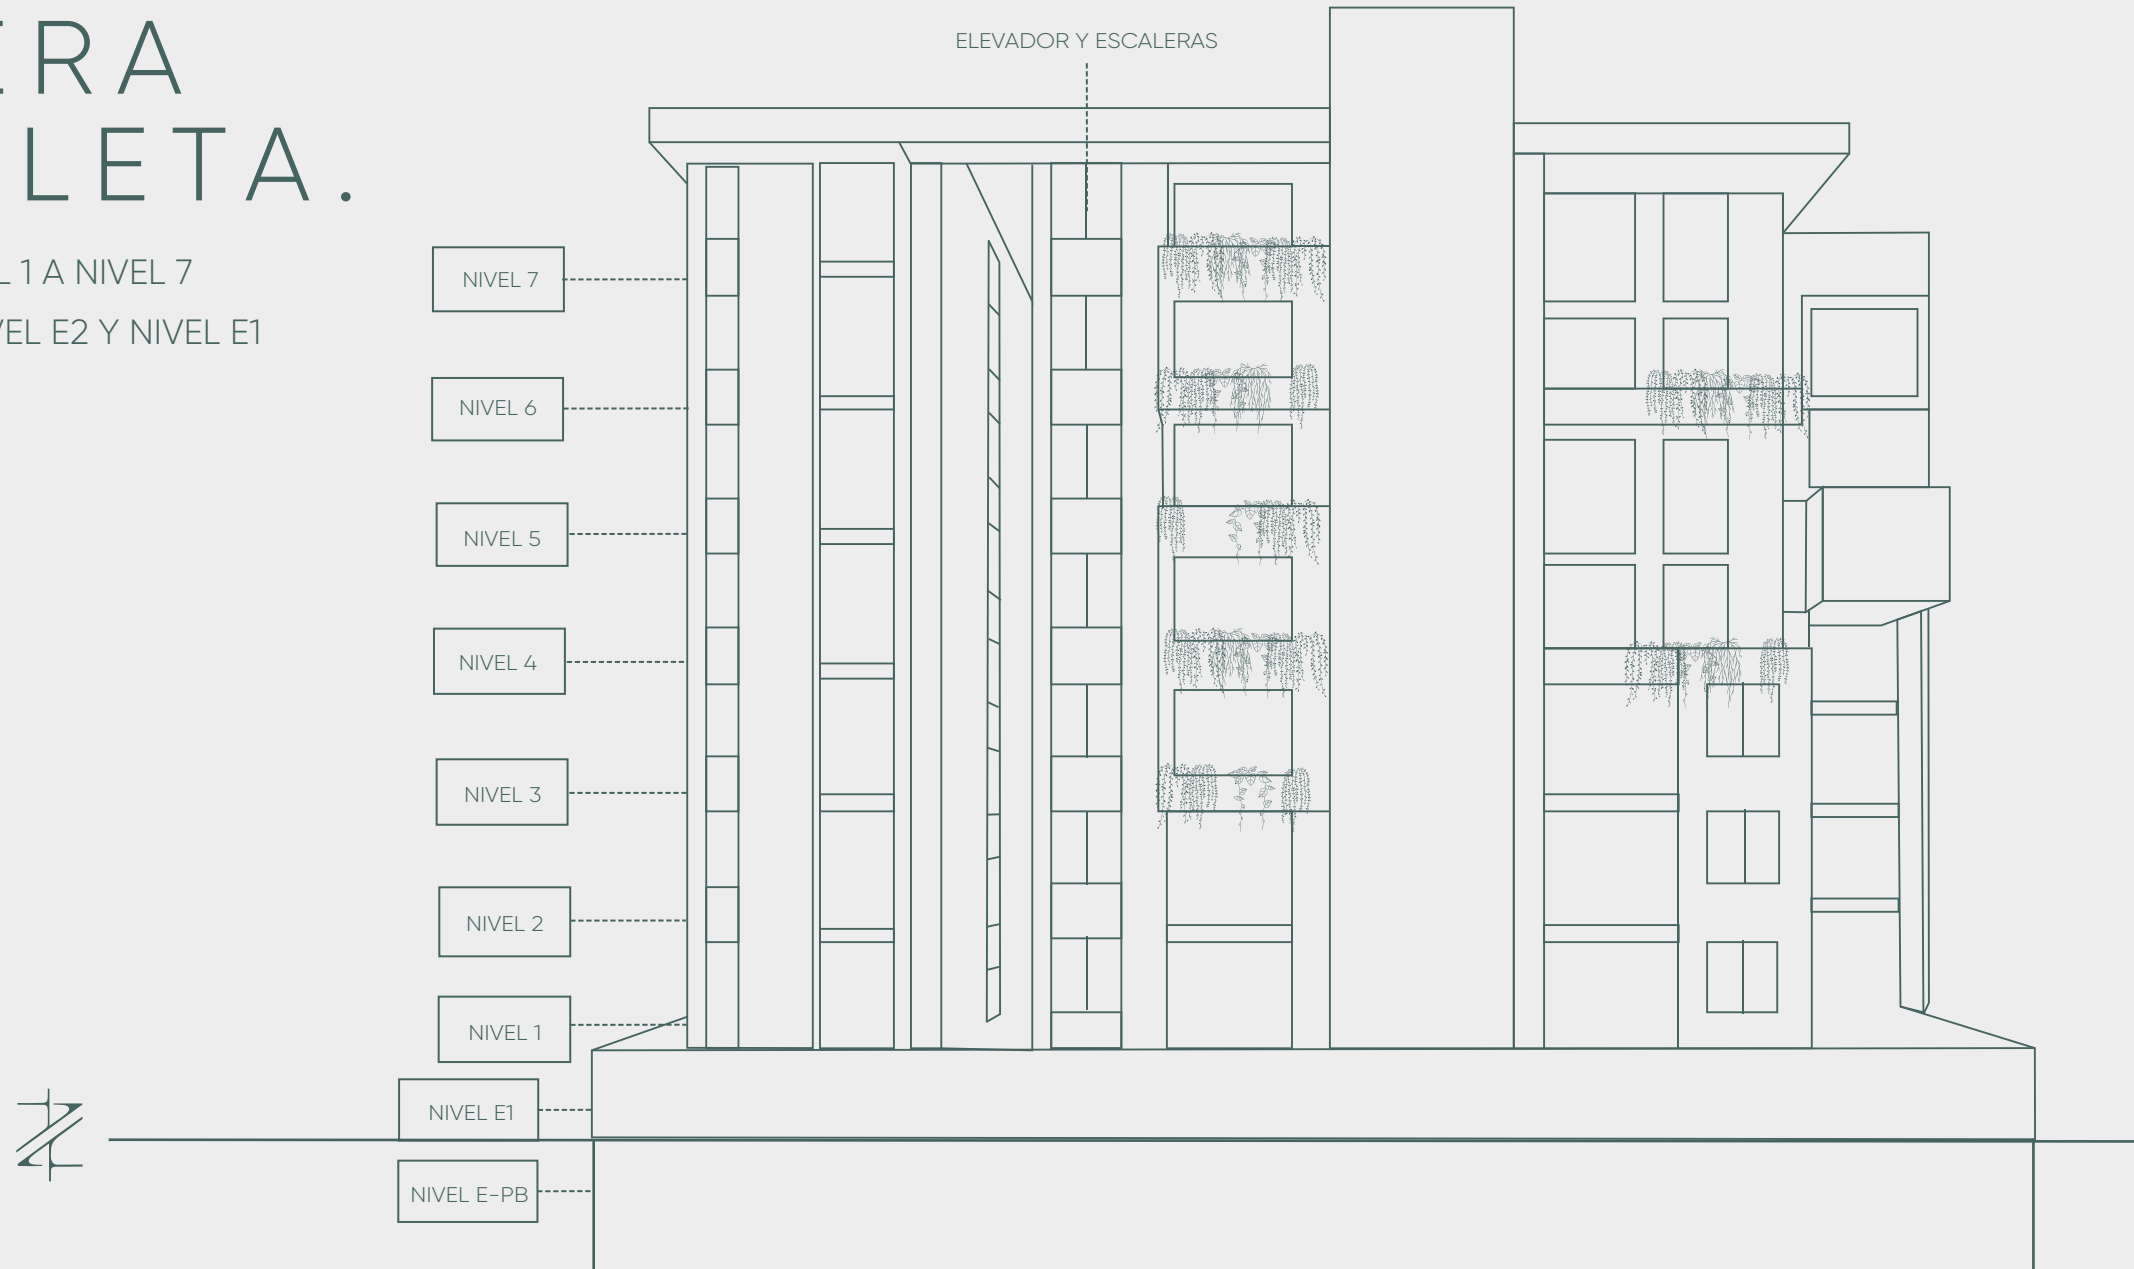 ERA
LETA.
ELEVADOR Y ESCALERAS
L 1 A NIVEL 7
VEL E2 Y NIVEL E1
NIVEL 7
NIVEL 6
NIVEL 5
NIVEL 4
NIVEL 3
NIVEL 2
NIVEL 1
NIVEL E1
NIVEL E-PB